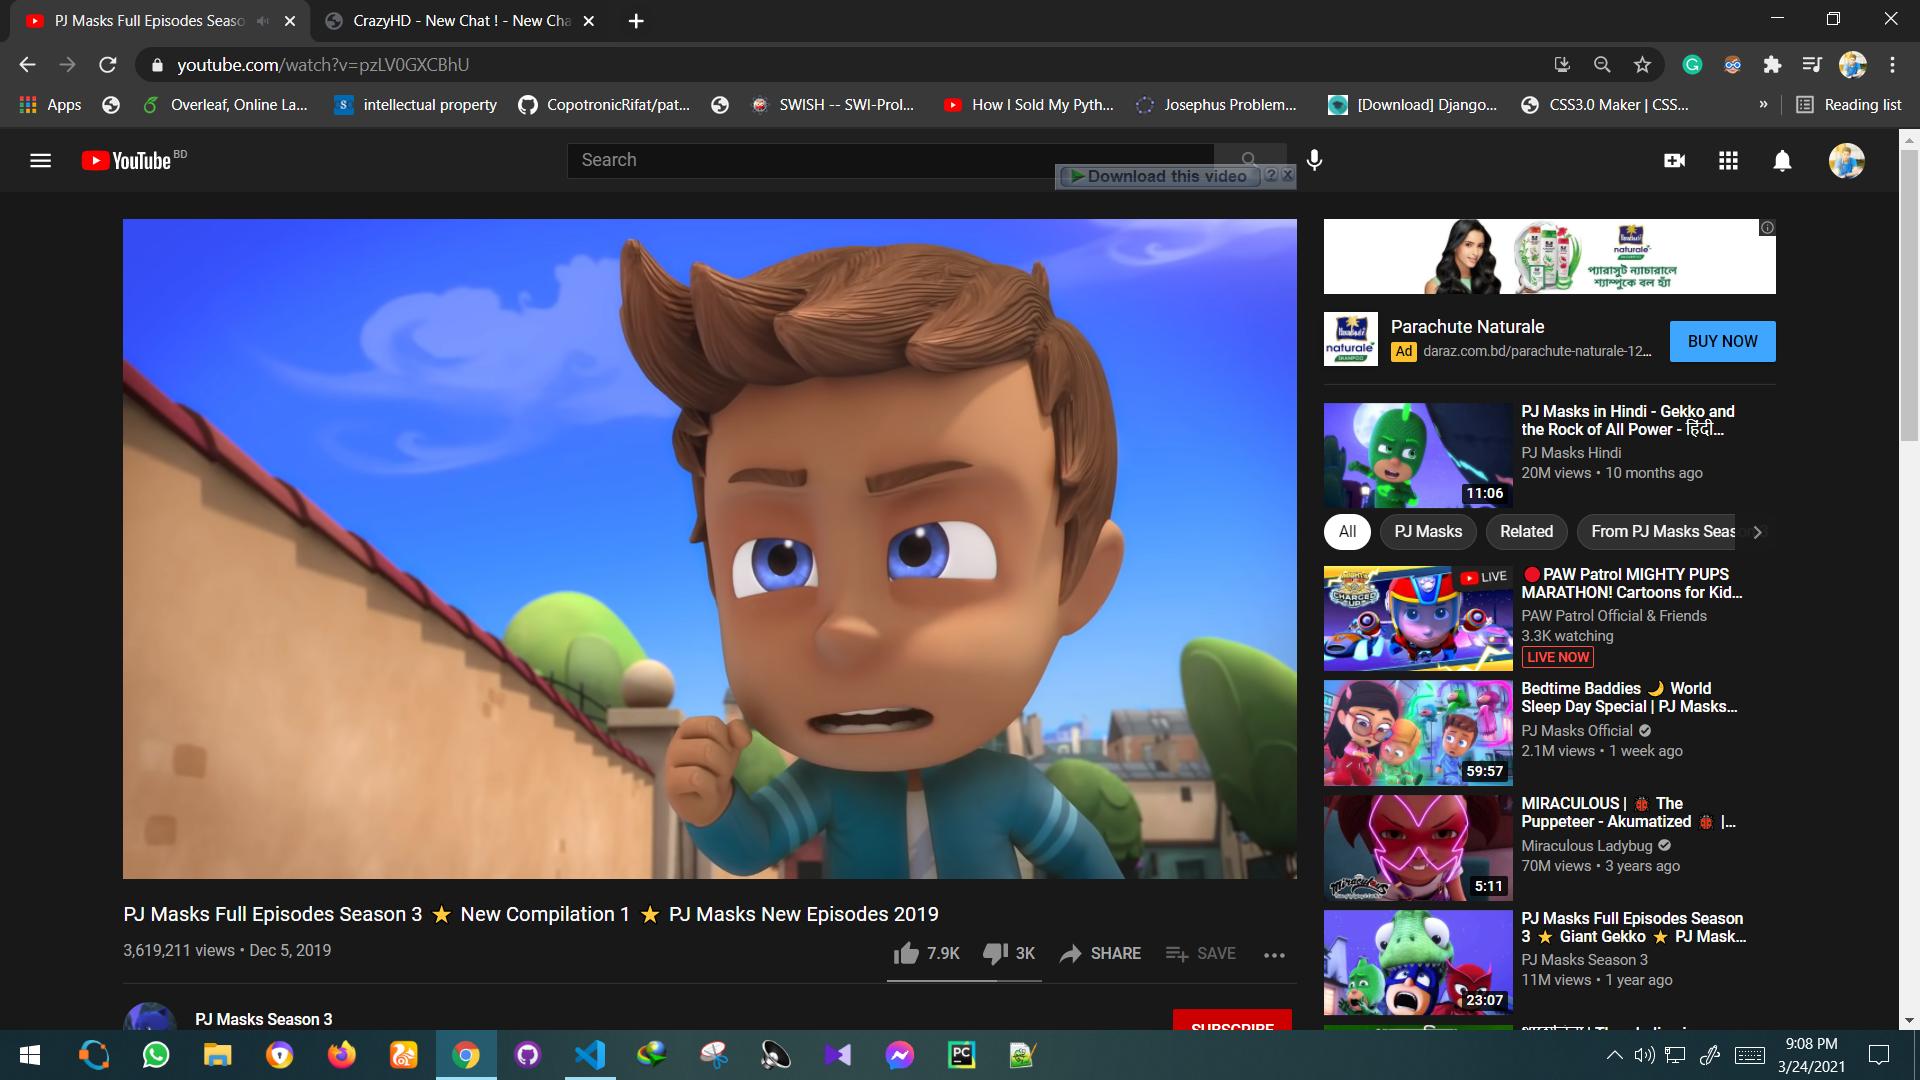 PJ Masks Full Episodes Seaso
CrazyHD - New Chat ! - New Cha
youtube.com/watch?v=pzLV0GXCBhU
Apps
Overleaf, Online La...
S intellectual property
CopotronicRifat/pat...
SWISH -- SWI-Prol...
How I Sold My Pyth...
Josephus Problem...
[Download] Django...
CSS3.0 Maker | CSS...
»
Reading list
YouTube BD
Search
Download this video ? X
naturale
প্যারাসুট ন্যাচারালে
শ্যাম্পুকে বল হ্যাঁ
naturale
SHAMPOO
Parachute Naturale
Ad daraz.com.bd/parachute-naturale-12...
BUY NOW
11:06
PJ Masks in Hindi - Gekko and
the Rock of All Power - हिंदी...
PJ Masks Hindi
20M views • 10 months ago
All
PJ Masks
Related
From PJ Masks Seas
CHARGED UP
LIVE
PAW Patrol MIGHTY PUPS
MARATHON! Cartoons for Kid...
PAW Patrol Official & Friends
3.3K watching
LIVE NOW
59:57
Bedtime Baddies 🌙 World
Sleep Day Special | PJ Masks...
PJ Masks Official
2.1M views • 1 week ago
Miraculous
5:11
MIRACULOUS | 🐞 The
Puppeteer - Akumatized 🐞 |...
Miraculous Ladybug
70M views • 3 years ago
23:07
PJ Masks Full Episodes Season
3 ⭐ Giant Gekko ⭐ PJ Mask...
PJ Masks Season 3
11M views • 1 year ago
PJ Masks Full Episodes Season 3 ⭐ New Compilation 1 ⭐ PJ Masks New Episodes 2019
3,619,211 views • Dec 5, 2019
7.9K
3K
SHARE
SAVE
PJ Masks Season 3
SUBSCRIBE
PC
9:08 PM
3/24/2021